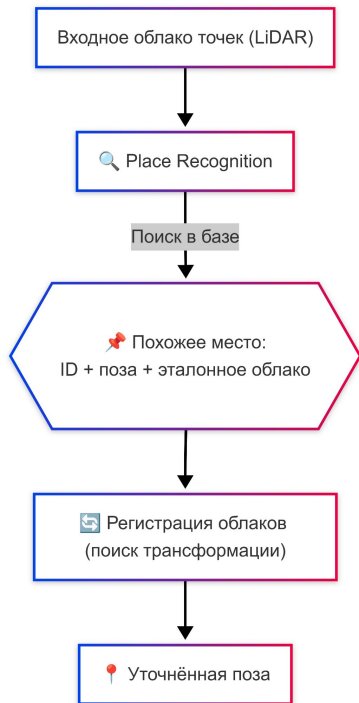 Входное облако точек (LiDAR)
🔍 Place Recognition
Поиск в базе
📌 Похожее место:
ID + поза + эталонное облако
🔄 Регистрация облаков
(поиск трансформации)
📍 Уточнённая поза